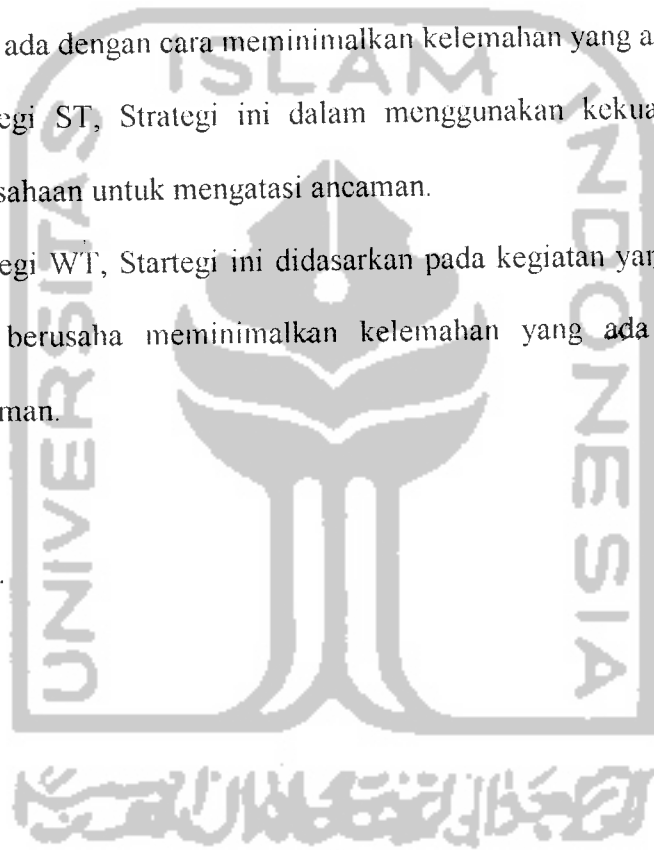 ada dengan cara meminimalkan kelemahan yang a
egi ST, Strategi ini dalam menggunakan kekua
sahaan untuk mengatasi ancaman.
egi WT, Startegi ini didasarkan pada kegiatan yan
berusaha meminimalkan kelemahan yang ada
man.
UNIVERSITAS
ISLAM
INDONESIA